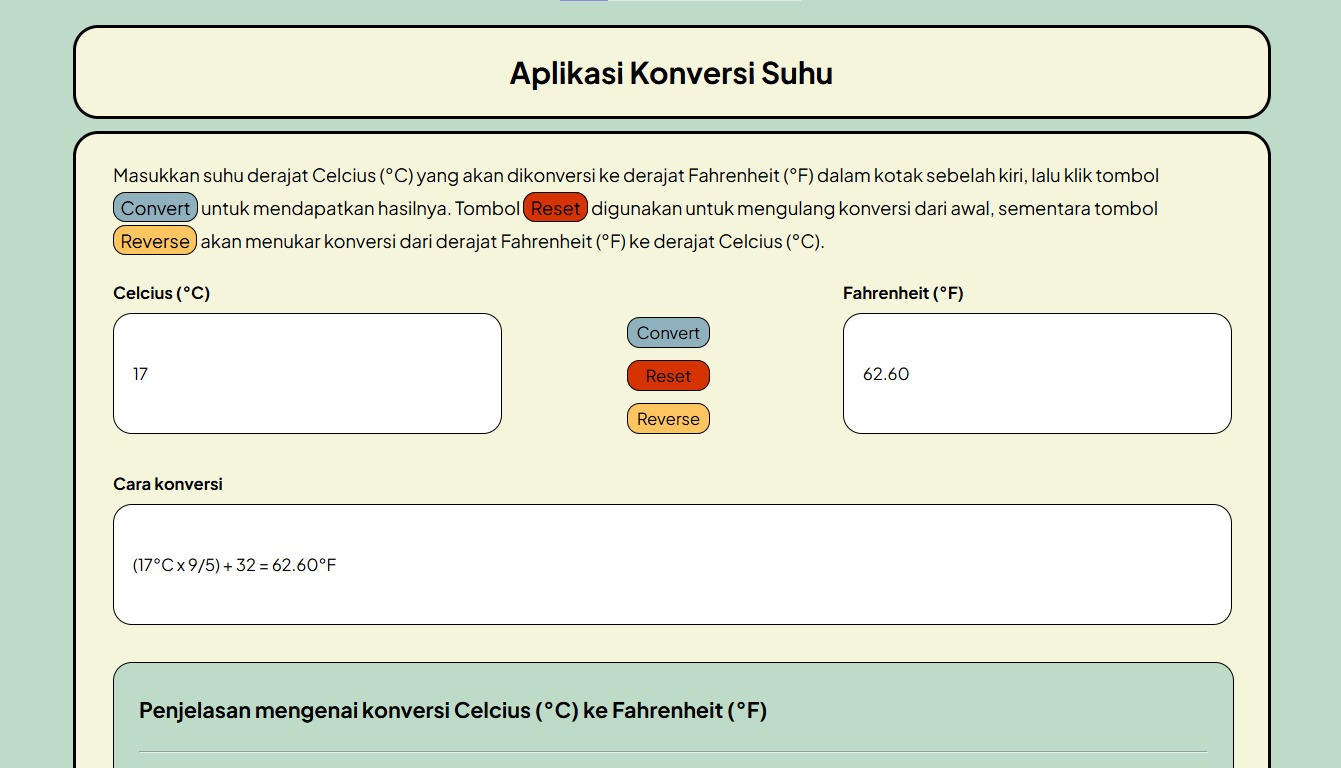 Aplikasi Konversi Suhu
Masukkan suhu derajat Celcius (°C) yang akan dikonversi ke derajat Fahrenheit (°F) dalam kotak sebelah kiri, lalu klik tombol
Convert untuk mendapatkan hasilnya. Tombol Reset digunakan untuk mengulang konversi dari awal, sementara tombol
Reverse akan menukar konversi dari derajat Fahrenheit (°F) ke derajat Celcius (°C).
Celcius (°C)
17
Convert
Reset
Reverse
Fahrenheit (°F)
62.60
Cara konversi
(17°C x 9/5) + 32 = 62.60°F
Penjelasan mengenai konversi Celcius (°C) ke Fahrenheit (°F)